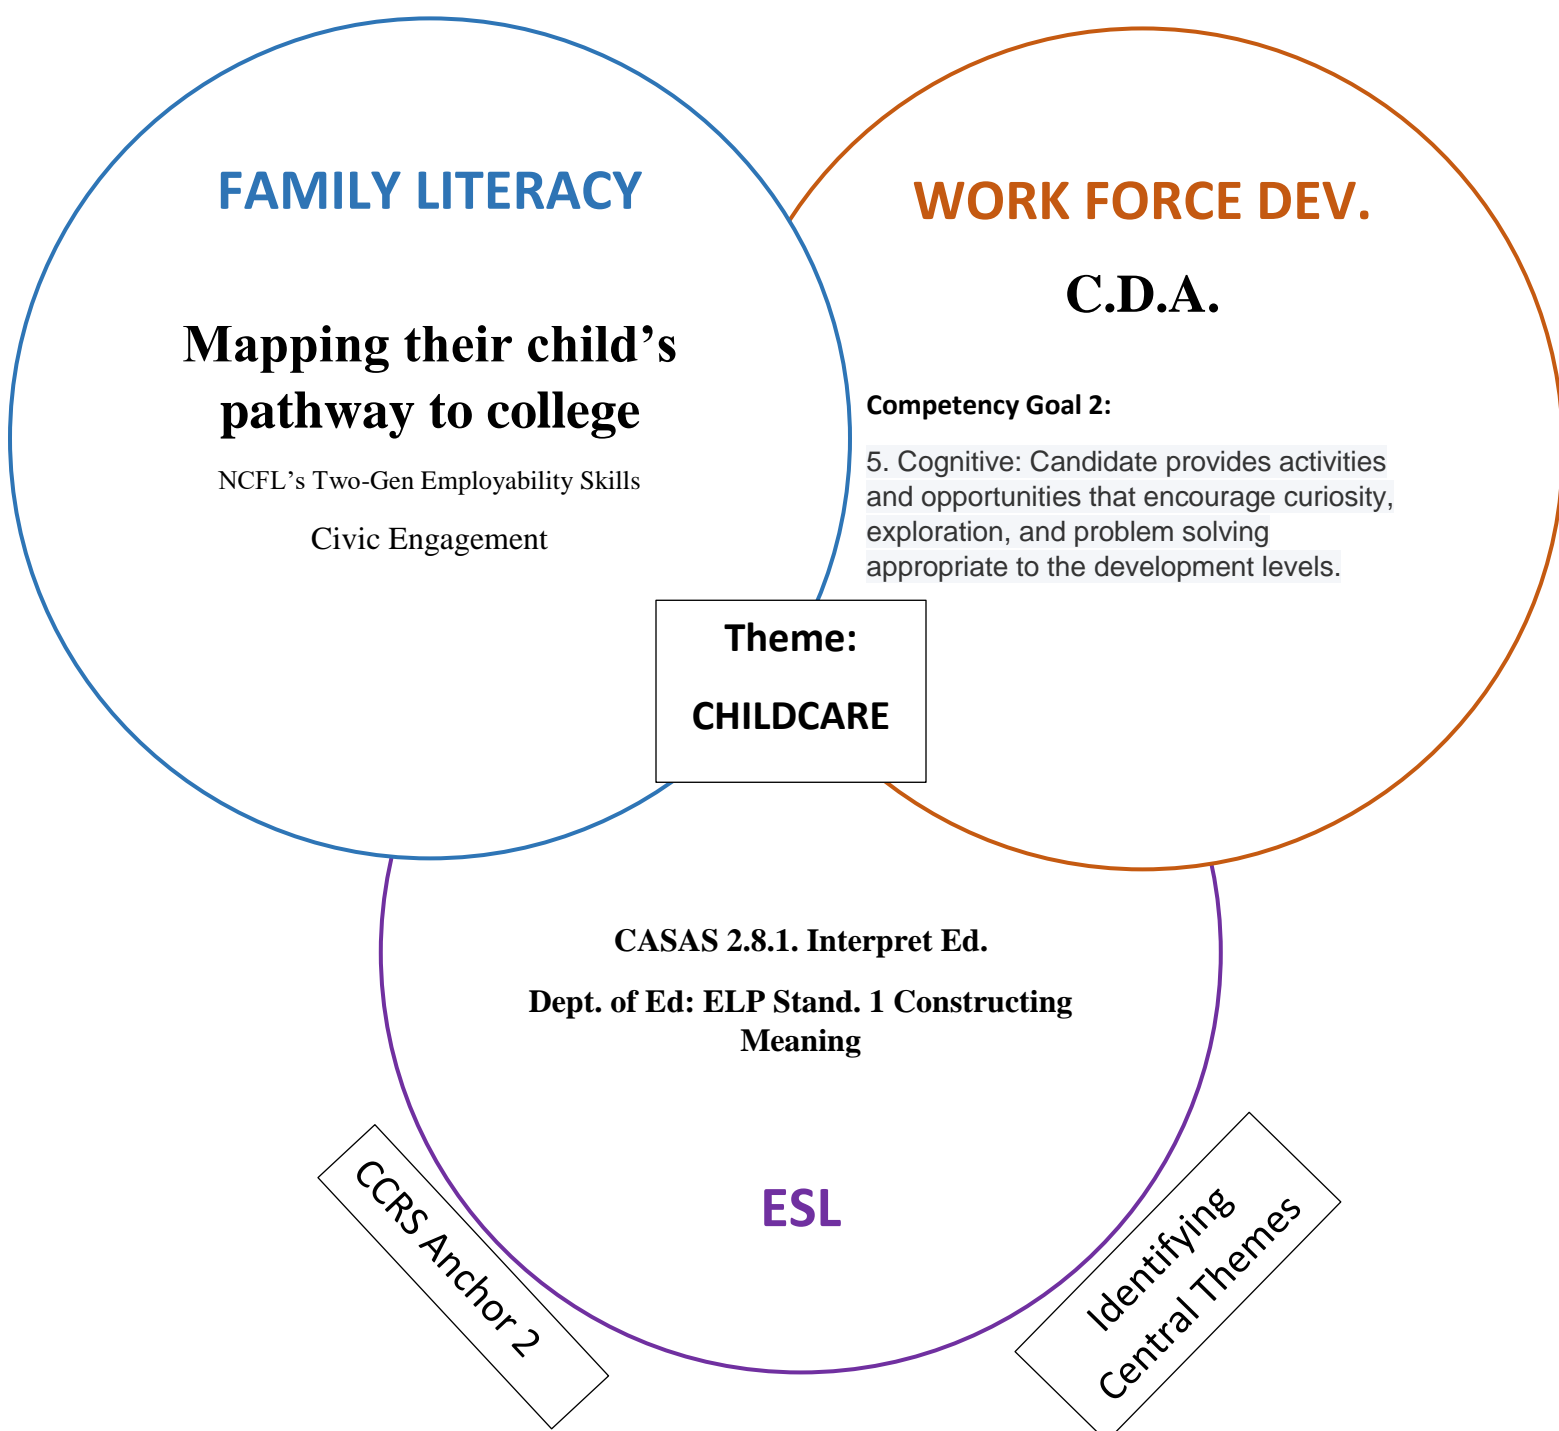 FAMILY LITERACY
Mapping their child’s
pathway to college
NCFL’s Two-Gen Employability Skills
Civic Engagement
WORK FORCE DEV.
C.D.A.
Competency Goal 2:
5. Cognitive: Candidate provides activities
and opportunities that encourage curiosity,
exploration, and problem solving
appropriate to the development levels.
Theme:
CHILDCARE
CASAS 2.8.1. Interpret Ed.
Dept. of Ed: ELP Stand. 1 Constructing
Meaning
ESL
CCRS Anchor 2
Identifying
Central Themes